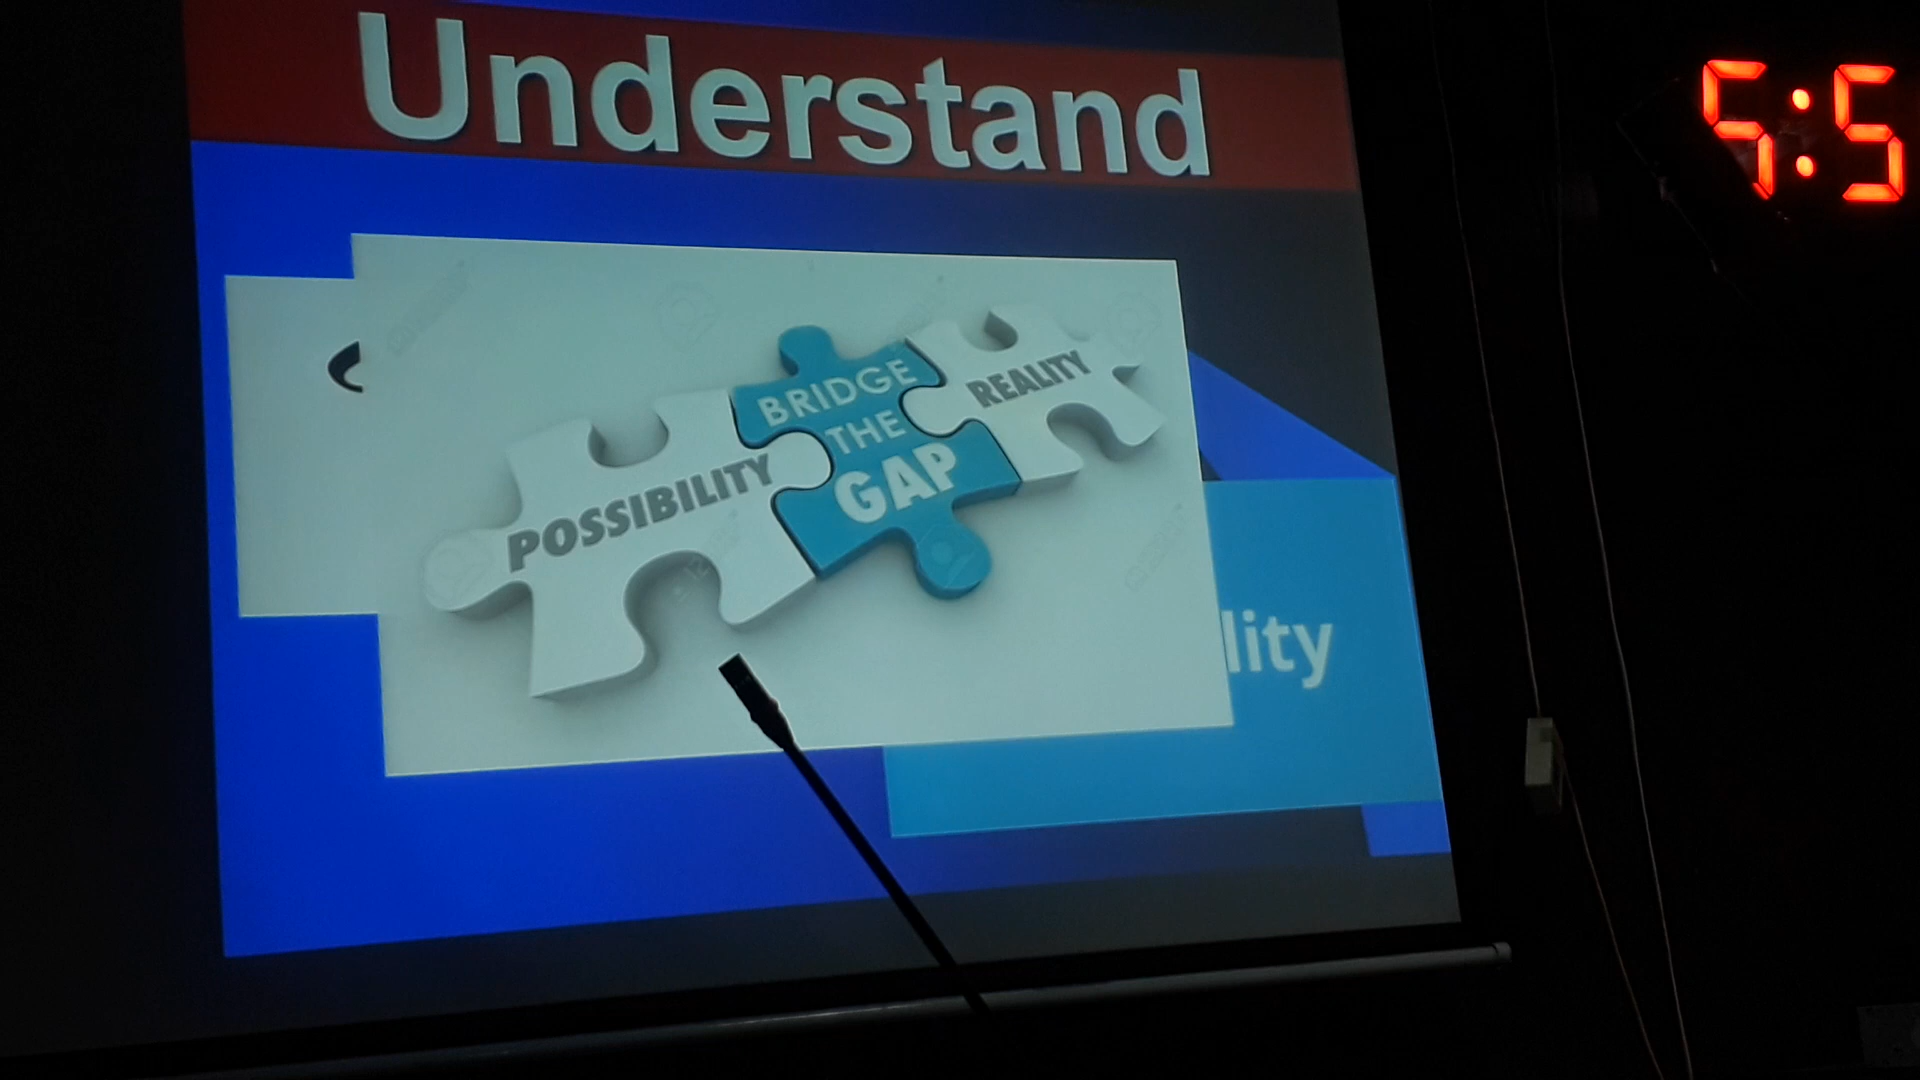 Understand
BRIDGE
THE
GAP
REALITY
POSSIBILITY
lity
5:5